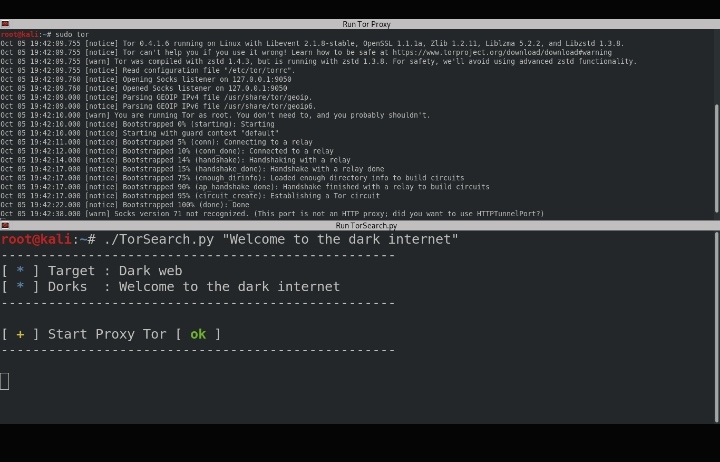 Run Tor Proxy
root@kali:~# sudo tor
Oct 05 19:42:09.755 [notice] Tor 0.4.1.6 running on Linux with Libevent 2.1.8-stable, OpenSSL 1.1.1a, Zlib 1.2.11, Liblzma 5.2.2, and Libzstd 1.3.8.
Oct 05 19:42:09.755 [notice] Tor can't help you if you use it wrong! Learn how to be safe at https://www.torproject.org/download/download#warning
Oct 05 19:42:09.755 [warn] Tor was compiled with zstd 1.4.3, but is running with zstd 1.3.8. For safety, we'll avoid using advanced zstd functionality.
Oct 05 19:42:09.755 [notice] Read configuration file "/etc/tor/torrc".
Oct 05 19:42:09.760 [notice] Opening Socks listener on 127.0.0.1:9050
Oct 05 19:42:09.760 [notice] Opened Socks listener on 127.0.0.1:9050
Oct 05 19:42:09.000 [notice] Parsing GEOIP IPv4 file /usr/share/tor/geoip.
Oct 05 19:42:09.000 [notice] Parsing GEOIP IPv6 file /usr/share/tor/geoip6.
Oct 05 19:42:10.000 [warn] You are running Tor as root. You don't need to, and you probably shouldn't.
Oct 05 19:42:10.000 [notice] Bootstrapped 0% (starting): Starting
Oct 05 19:42:10.000 [notice] Starting with guard context "default"
Oct 05 19:42:11.000 [notice] Bootstrapped 5% (conn): Connecting to a relay
Oct 05 19:42:12.000 [notice] Bootstrapped 10% (conn_done): Connected to a relay
Oct 05 19:42:14.000 [notice] Bootstrapped 14% (handshake): Handshaking with a relay
Oct 05 19:42:17.000 [notice] Bootstrapped 15% (handshake_done): Handshake with a relay done
Oct 05 19:42:17.000 [notice] Bootstrapped 75% (enough_dirinfo): Loaded enough directory info to build circuits
Oct 05 19:42:17.000 [notice] Bootstrapped 90% (ap_handshake_done): Handshake finished with a relay to build circuits
Oct 05 19:42:17.000 [notice] Bootstrapped 95% (circuit_create): Establishing a Tor circuit
Oct 05 19:42:22.000 [notice] Bootstrapped 100% (done): Done
Oct 05 19:42:38.000 [warn] Socks version 71 not recognized. (This port is not an HTTP proxy; did you want to use HTTPTunnelPort?)
Run TorSearch.py
root@kali:~# ./TorSearch.py "Welcome to the dark internet"
--------------------------------------------------
[ * ] Target : Dark web
[ * ] Dorks  : Welcome to the dark internet
--------------------------------------------------
[ + ] Start Proxy Tor [ ok ]
--------------------------------------------------